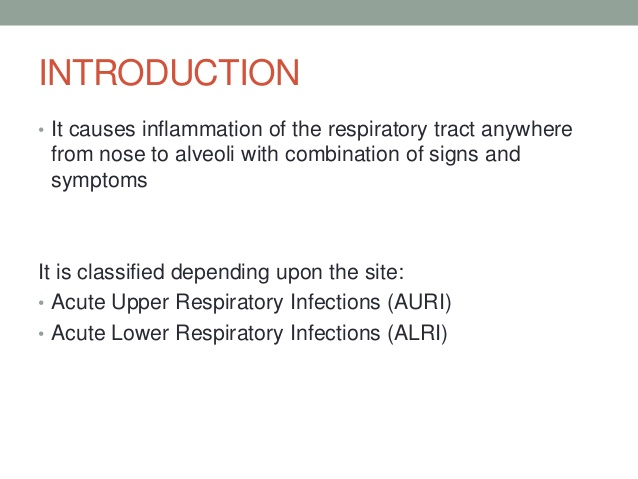 INTRODUCTION
• It causes inflammation of the respiratory tract anywhere
from nose to alveoli with combination of signs and
symptoms
It is classified depending upon the site:
• Acute Upper Respiratory Infections (AURI)
• Acute Lower Respiratory Infections (ALRI)